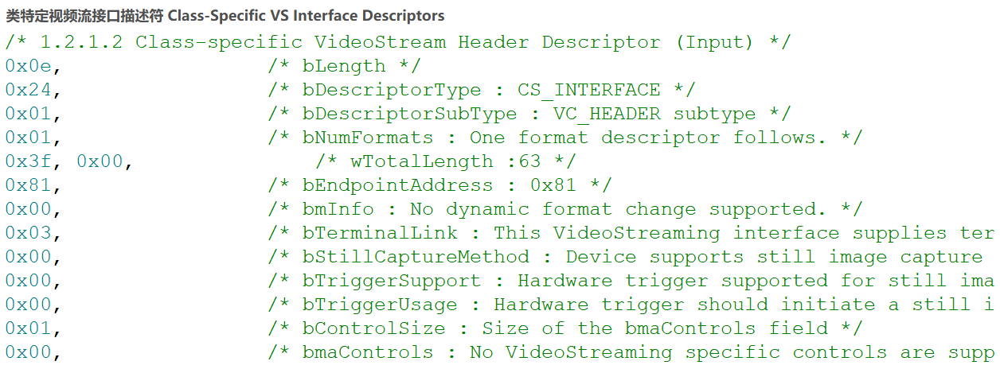 类特定视频流接口描述符 Class-Specific VS Interface Descriptors
/* 1.2.1.2 Class-specific VideoStream Header Descriptor (Input) */
0x0e, /* bLength */
0x24, /* bDescriptorType : CS_INTERFACE */
0x01, /* bDescriptorSubType : VC_HEADER subtype */
0x01, /* bNumFormats : One format descriptor follows. */
0x3f, 0x00, /* wTotalLength :63 */
0x81, /* bEndpointAddress : 0x81 */
0x00, /* bmInfo : No dynamic format change supported. */
0x03, /* bTerminalLink : This VideoStreaming interface supplies ter
0x00, /* bStillCaptureMethod : Device supports still image capture
0x00, /* bTriggerSupport : Hardware trigger supported for still ima
0x00, /* bTriggerUsage : Hardware trigger should initiate a still i
0x01, /* bControlSize : Size of the bmaControls field */
0x00, /* bmaControls : No VideoStreaming specific controls are supp